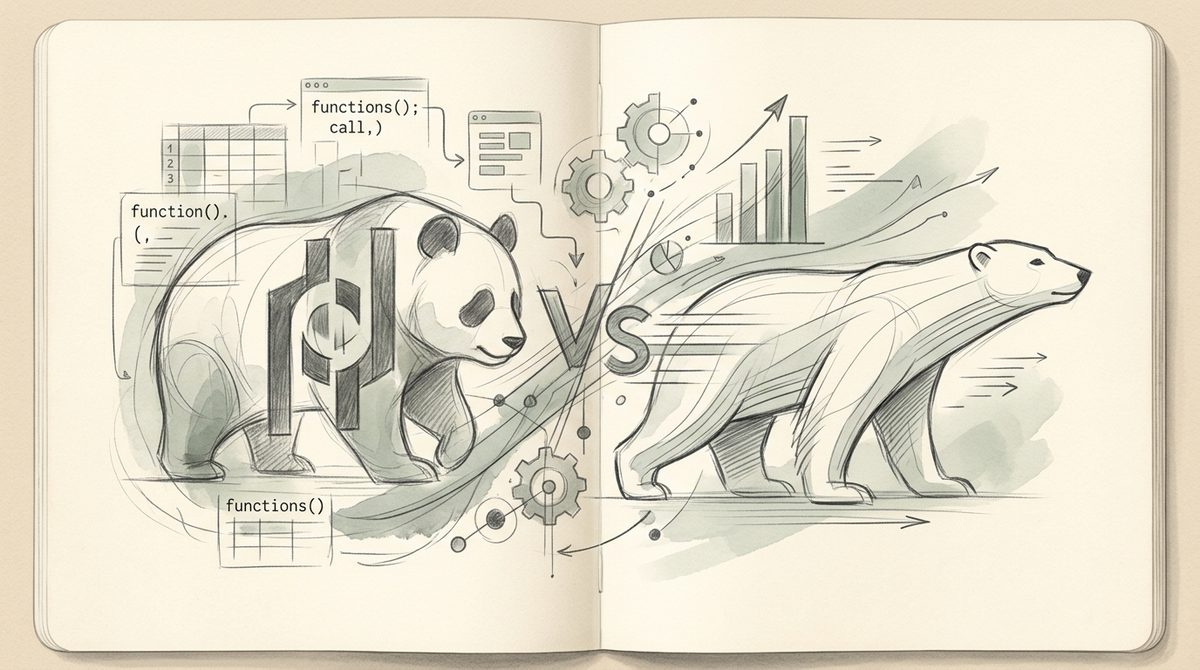 functions();
call,)
1
2
3
function().
(,
VS
functions()